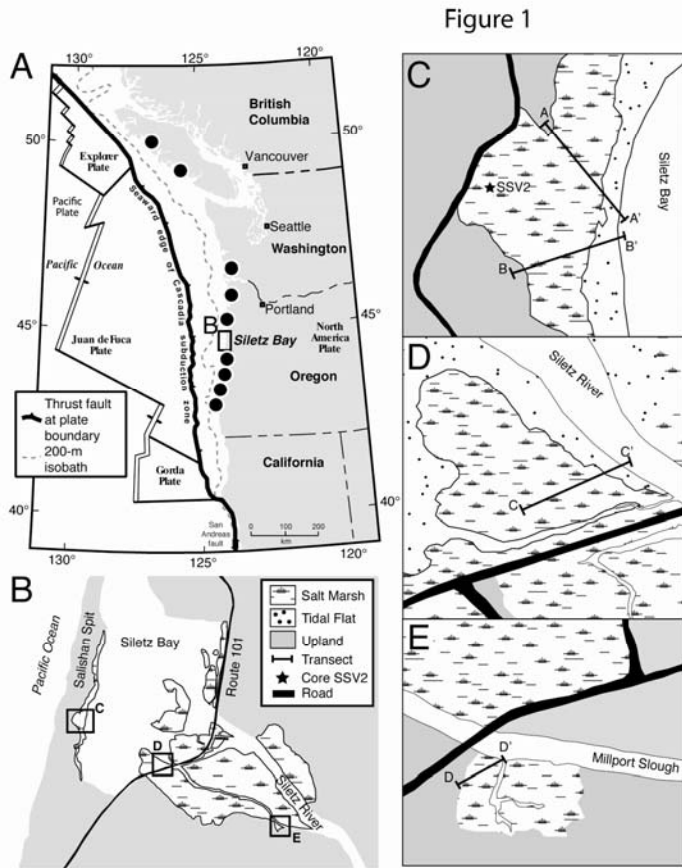 Figure 1
A
130°
125°
120°
50°
50°
45°
45°
40°
40°
130°
125°
120°
British
Columbia
Vancouver
Explorer
Plate
Pacific
Plate
Seattle
Washington
Pacific Ocean
Seaward edge of Cascadia subduction zone
Portland
B
Siletz Bay
North
America
Plate
Juan de Fuca
Plate
Oregon
Thrust fault
at plate
boundary
200-m
isobath
California
Gorda
Plate
San
Andreas
fault
0 100 200
km
B
Pacific Ocean
Salishan Spit
Siletz Bay
Route 101
C
D
E
Siletz River
Salt Marsh
Tidal Flat
Upland
Transect
Core SSV2
Road
C
A
A'
SSV2
B
B'
Siletz Bay
D
Siletz River
C
C'
E
D
D'
Millport Slough